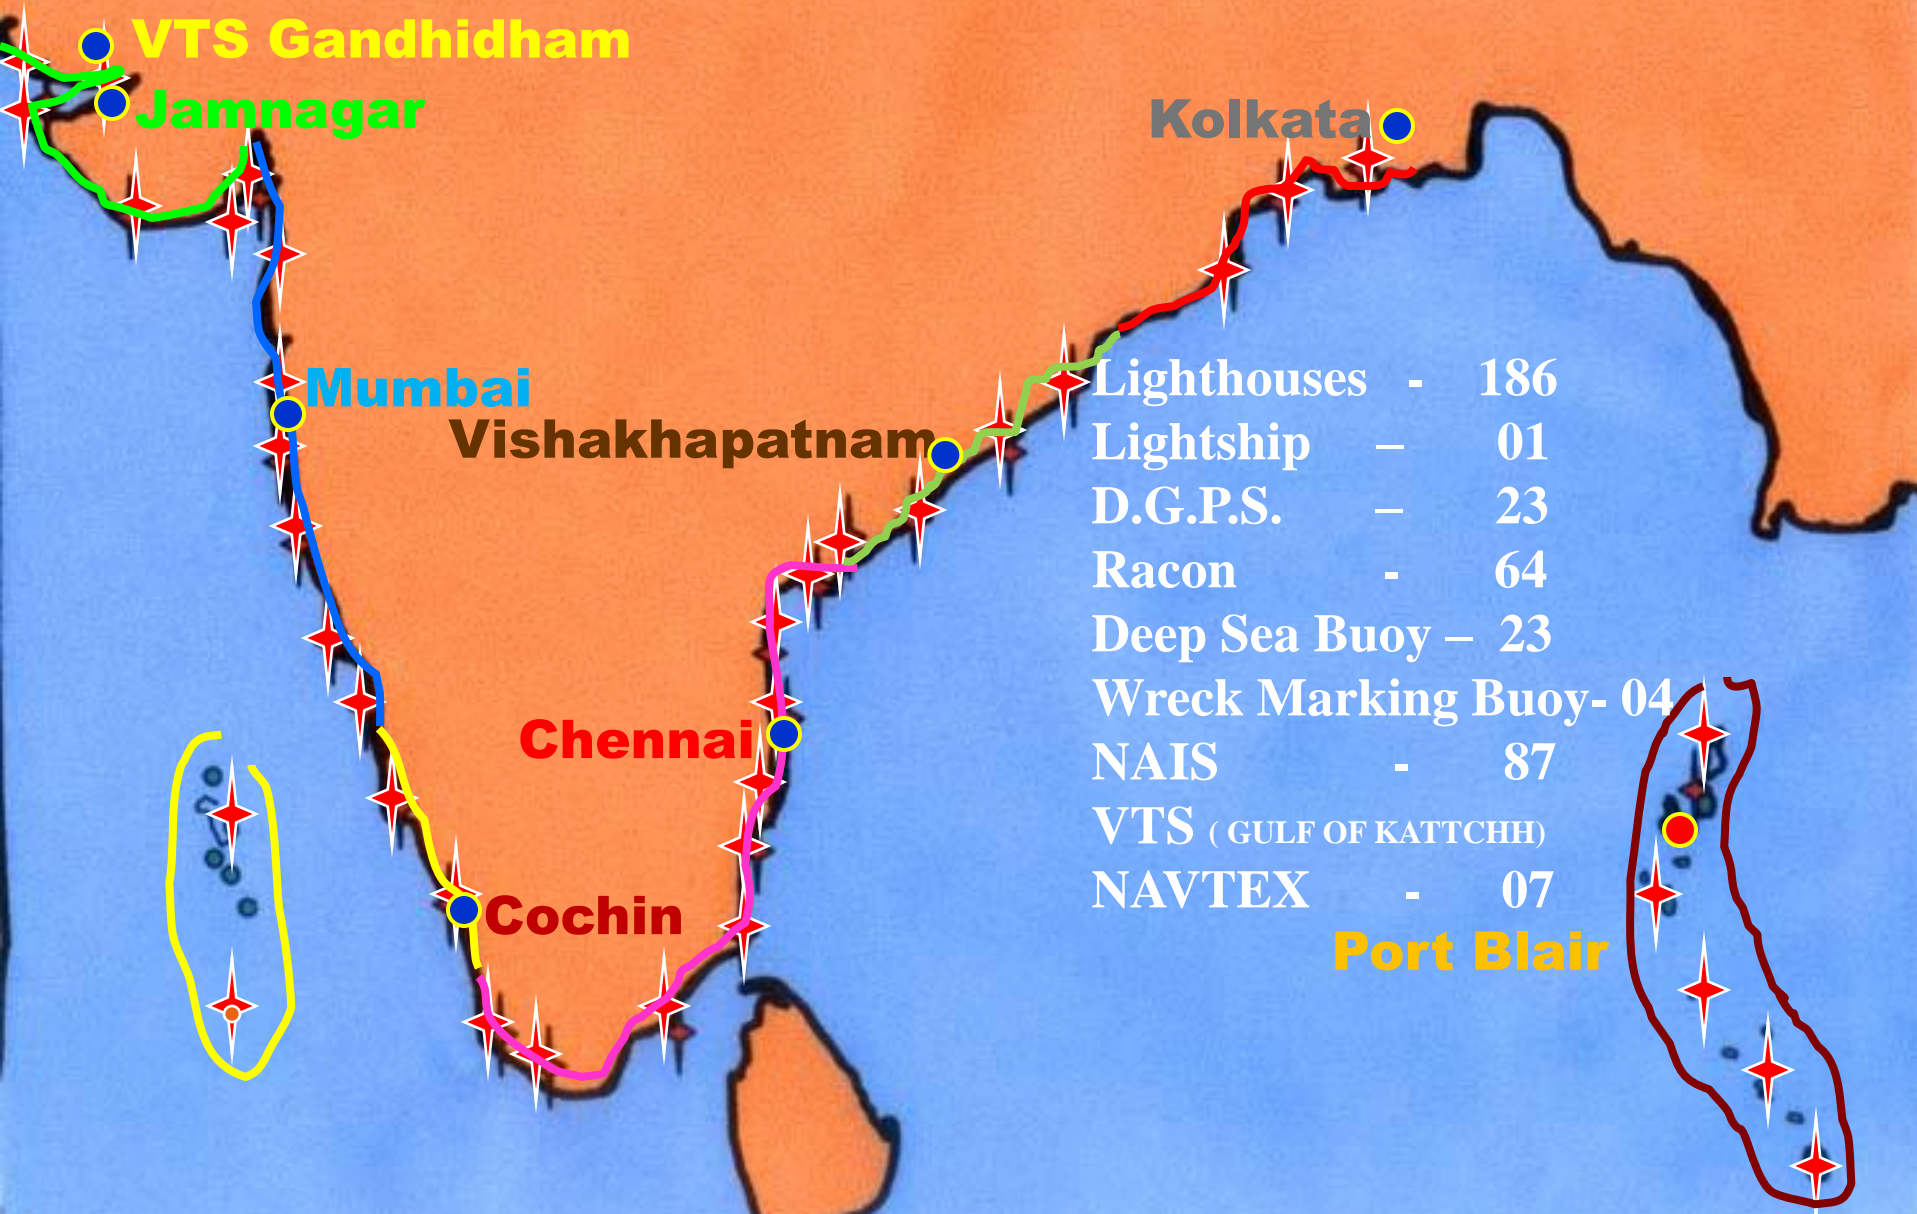 VTS Gandhidham
Jamnagar
Kolkata
Mumbai
Vishakhapatnam
Chennai
Cochin
Lighthouses - 186
Lightship – 01
D.G.P.S. – 23
Racon - 64
Deep Sea Buoy – 23
Wreck Marking Buoy- 04
NAIS - 87
VTS ( GULF OF KATTCHH)
NAVTEX - 07
Port Blair